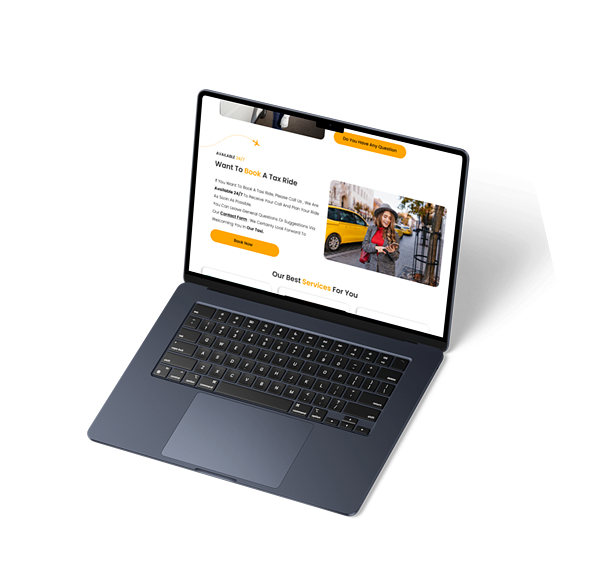 Do You Have Any Question
AVAILABLE 24/7
Want To Book A Tax Ride
If You Want To Book A Tax Ride, Please Call Us , We Are
Available 24/7 To Receive Your Call And Plan Your Ride
As Soon As Possible.
You Can Leave General Questions Or Suggestions Via
Our Contact Form , We Certainly Look Forward To
Welcoming You In Our Taxi.
Book Now
Our Best Services For You